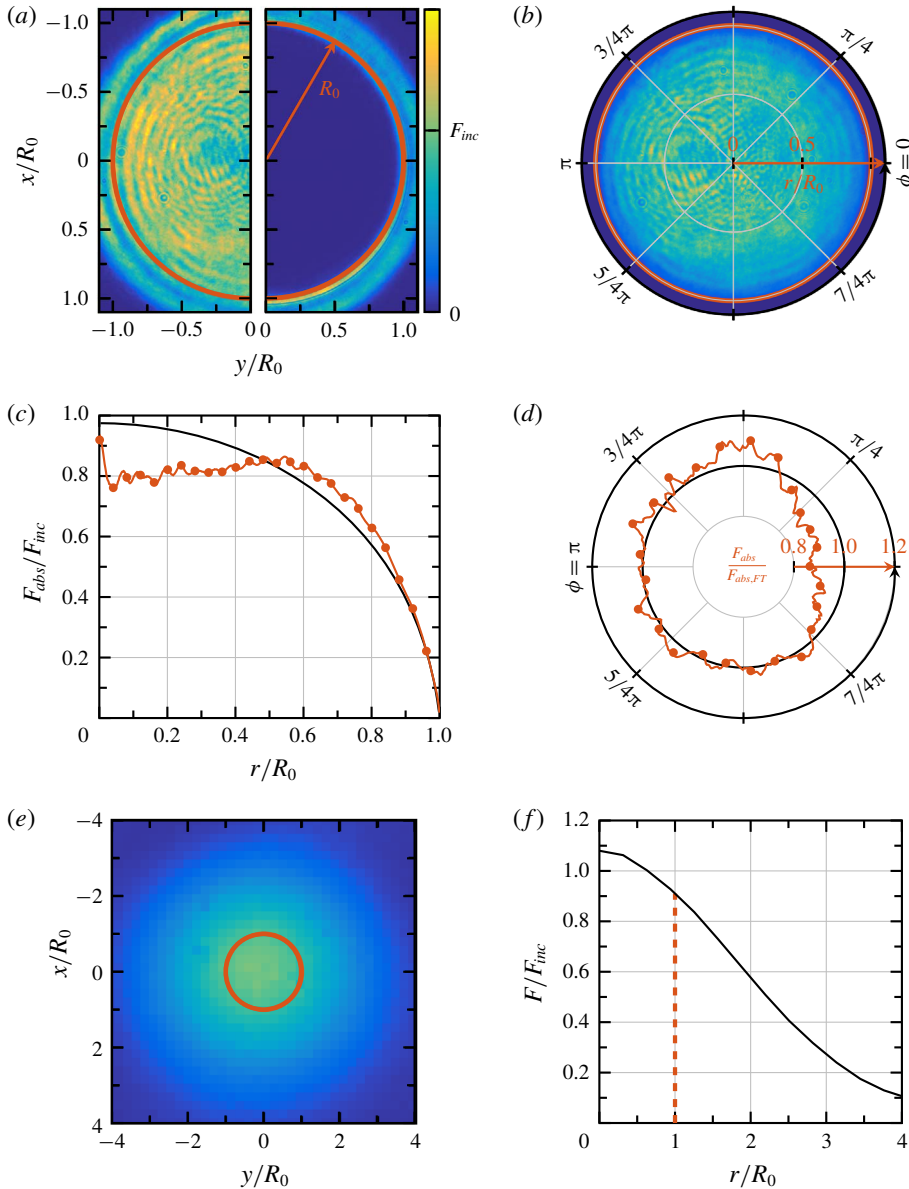 (a)
−1.0
−0.5
0
0.5
1.0
x/R0
R0
Finc
0
−1.0 −0.5 0 0 0.5 1.0
y/R0
(b)
3/4π
π/4
π
0 0.5
r/R0
ϕ = 0
5/4π
7/4π
(c)
1.0
0.8
0.6
0.4
0.2
Fabs/Finc
0 0.2 0.4 0.6 0.8 1.0
r/R0
(d)
3/4π
π/4
ϕ = π
Fabs
Fabs,FT
0.8 1.0 1.2
5/4π
7/4π
(e)
−4
−2
0
2
4
x/R0
−4 −2 0 2 4
y/R0
(f)
1.2
1.0
0.8
0.6
0.4
0.2
F/Finc
0 1 2 3 4
r/R0